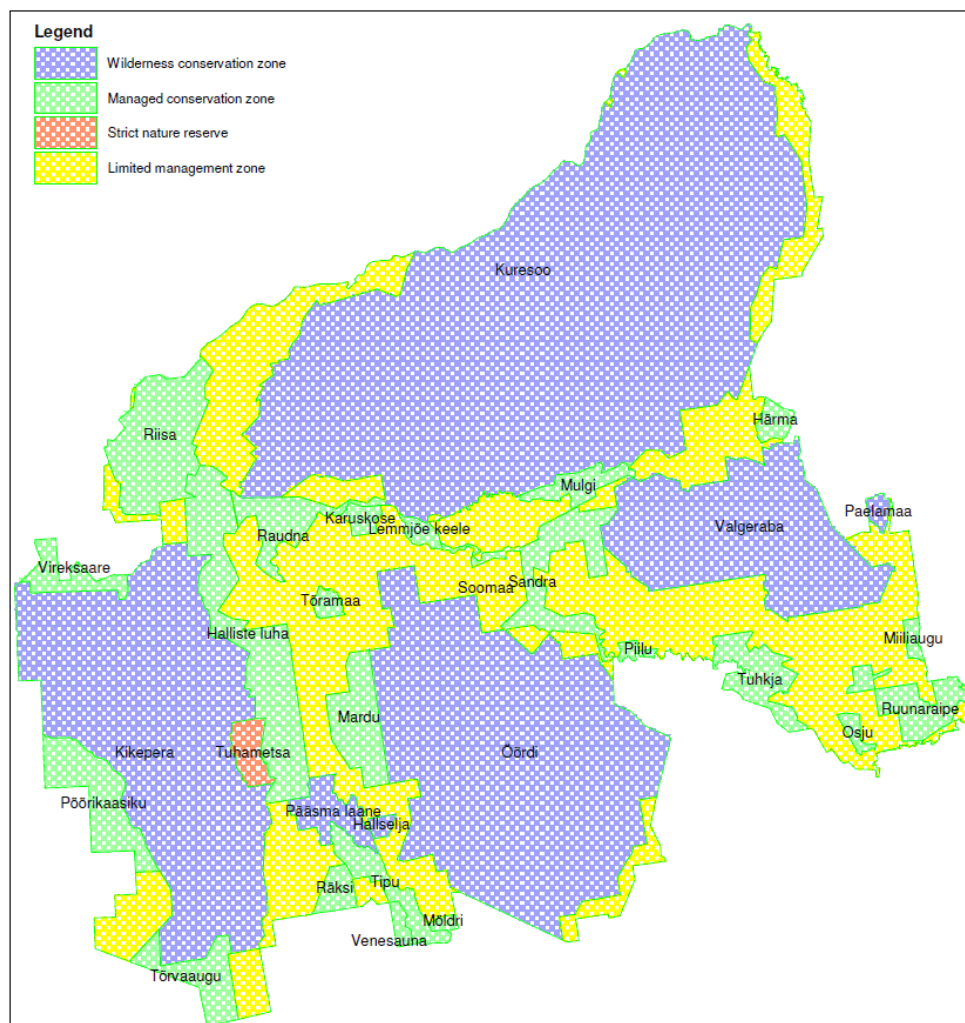 Legend
Wilderness conservation zone
Managed conservation zone
Strict nature reserve
Limited management zone
Kuresoo
Härma
Riisa
Mulgi
Paelamaa
Karuskose
Valgeraba
Raudna
Lemmjõe keele
Vireksaare
Sandra
Soomaa
Tõramaa
Halliste luha
Miiliaugu
Piilu
Tuhkja
Ruunaraipe
Mardu
Osju
Kikepera
Tuhametsa
Öördi
Pöörikaasiku
Pääsma laane
Hallselja
Räksi
Tipu
Möldri
Venesauna
Tõrvaaugu